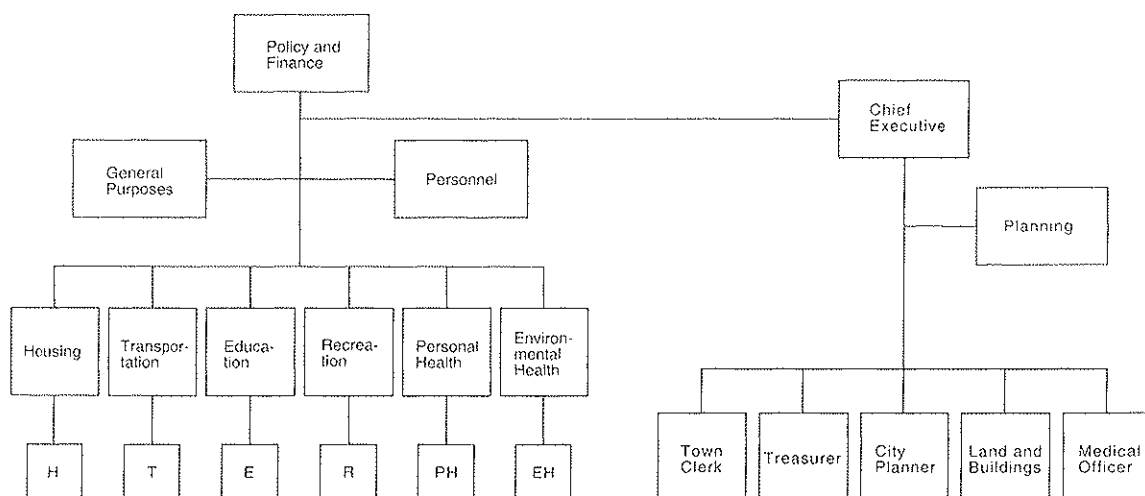 Policy and
Finance
Chief
Executive
General
Purposes
Personnel
Planning
Housing
Transpor-
tation
Educa-
tion
Recrea-
tion
Personal
Health
Environ-
mental
Health
H
T
E
R
PH
EH
Town
Clerk
Treasurer
City
Planner
Land and
Buildings
Medical
Officer